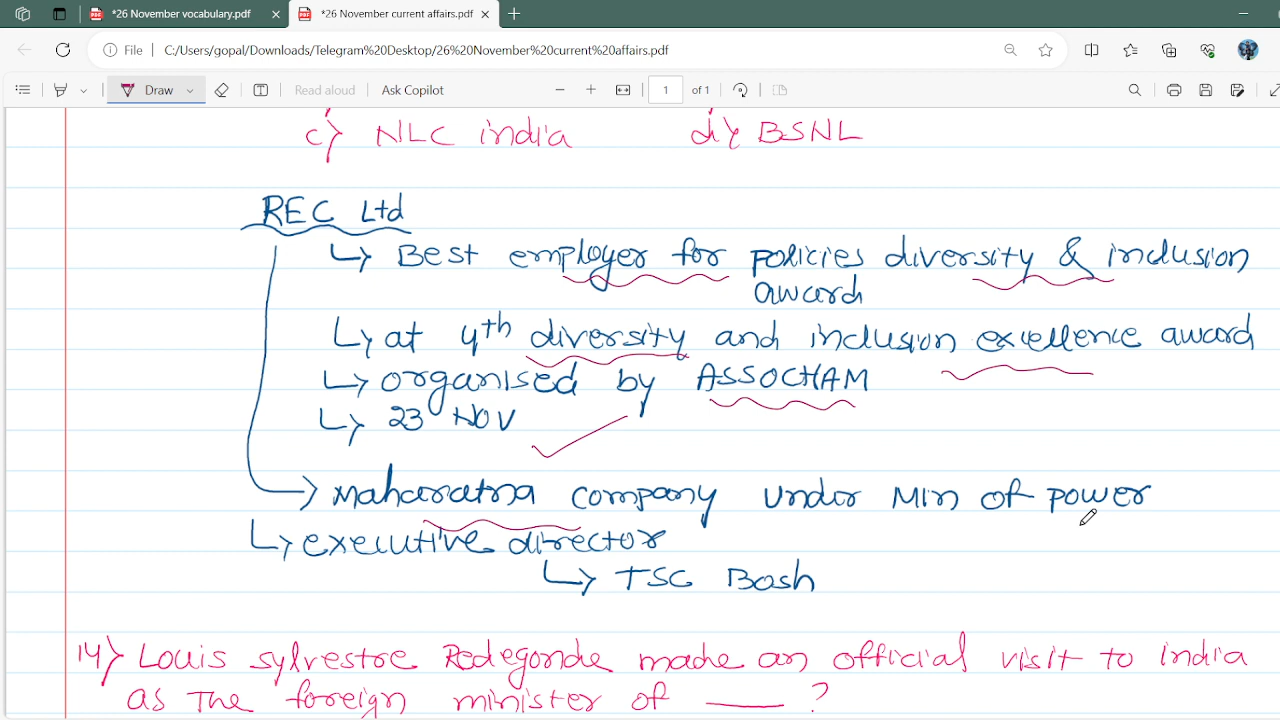 *26 November vocabulary.pdf
*26 November current affairs.pdf
File C:/Users/gopal/Downloads/Telegram%20Desktop/26%20November%20current%20affairs.pdf
Draw Read aloud Ask Copilot 1 of 1
c) NLC india d) BSNL
REC Ltd
Best employer for policies diversity & inclusion
award
at 4th diversity and inclusion excellence award
organised by ASSOCHAM
23 NOV
Maharatna company under Min of power
executive director
TSC Bosh
14) Louis sylvestre Redegonde made an official visit to india
as the foreign minister of ____ ?